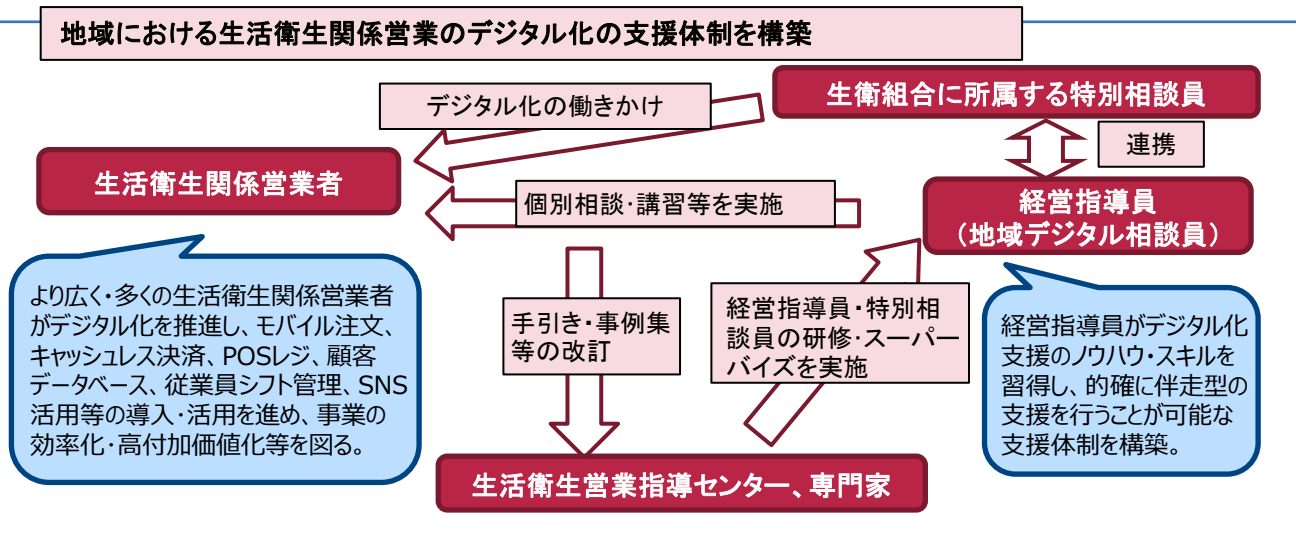 地域における生活衛生関係営業のデジタル化の支援体制を構築
生衛組合に所属する特別相談員
デジタル化の働きかけ
連携
生活衛生関係営業者
個別相談・講習等を実施
経営指導員
（地域デジタル相談員）
より広く・多くの生活衛生関係営業者
がデジタル化を推進し、モバイル注文、
キャッシュレス決済、POSレジ、顧客
データベース、従業員シフト管理、SNS
活用等の導入・活用を進め、事業の
効率化・高付加価値化等を図る。
手引き・事例集
等の改訂
経営指導員・特別相
談員の研修・スーパー
バイズを実施
経営指導員がデジタル化
支援のノウハウ・スキルを
習得し、的確に伴走型の
支援を行うことが可能な
支援体制を構築。
生活衛生営業指導センター、専門家